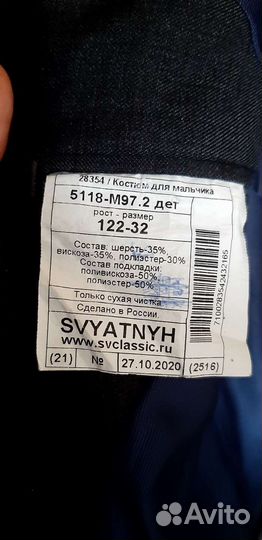 28354 / Костюм для мальчика
5118-М97.2 дет
рост - размер
122-32
Состав: шерсть-35%,
вискоза-35%, полиэстер-30%
Состав подкладки:
поливискоза-50%,
полиэстер-50%
Только сухая чистка
Сделано в России.
SVYATNYH
www.svclassic.ru
(21) № 27.10.2020 (2516)
7100283542432165
Avito